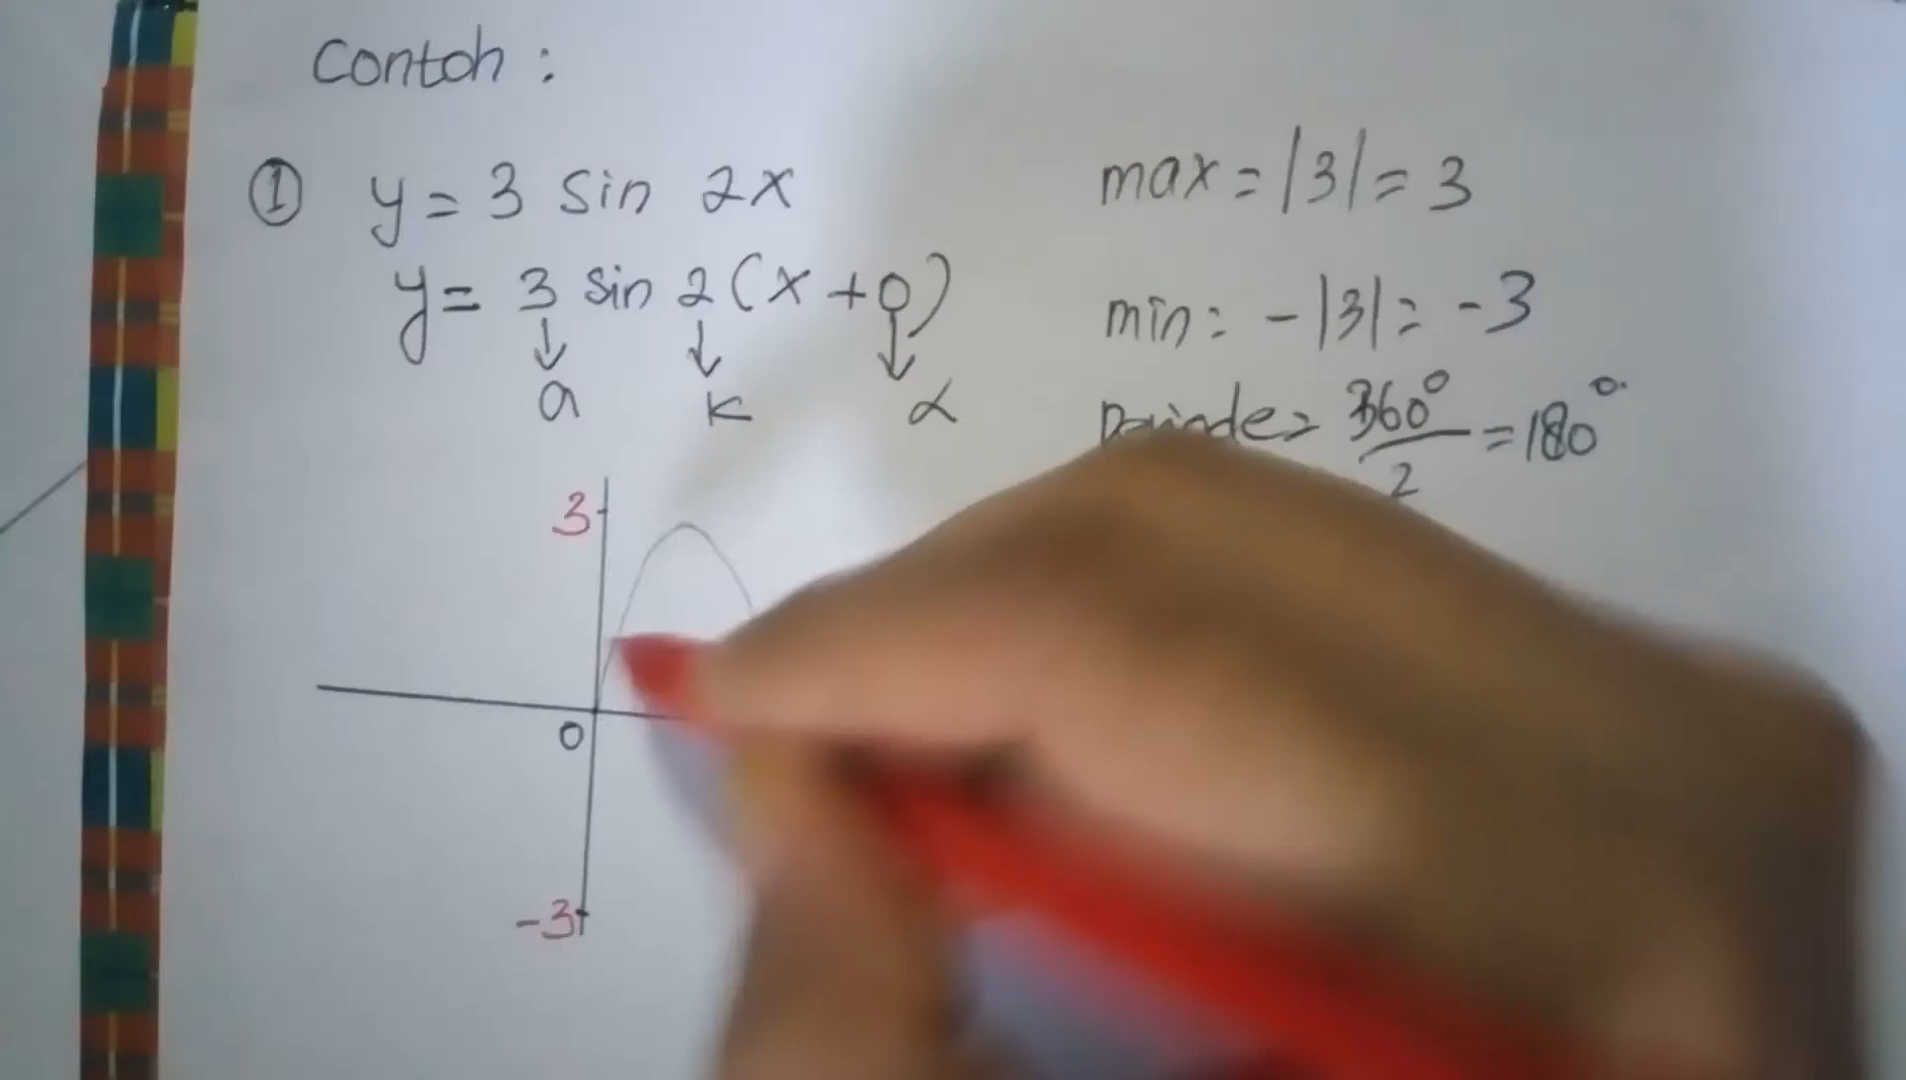 Contoh :
① y = 3 sin 2x
y = 3 sin 2 (x + 0)
↓ ↓ ↓
a k α
max = |3| = 3
min = - |3| = -3
Periode = 360° / 2 = 180°
3
0
-3